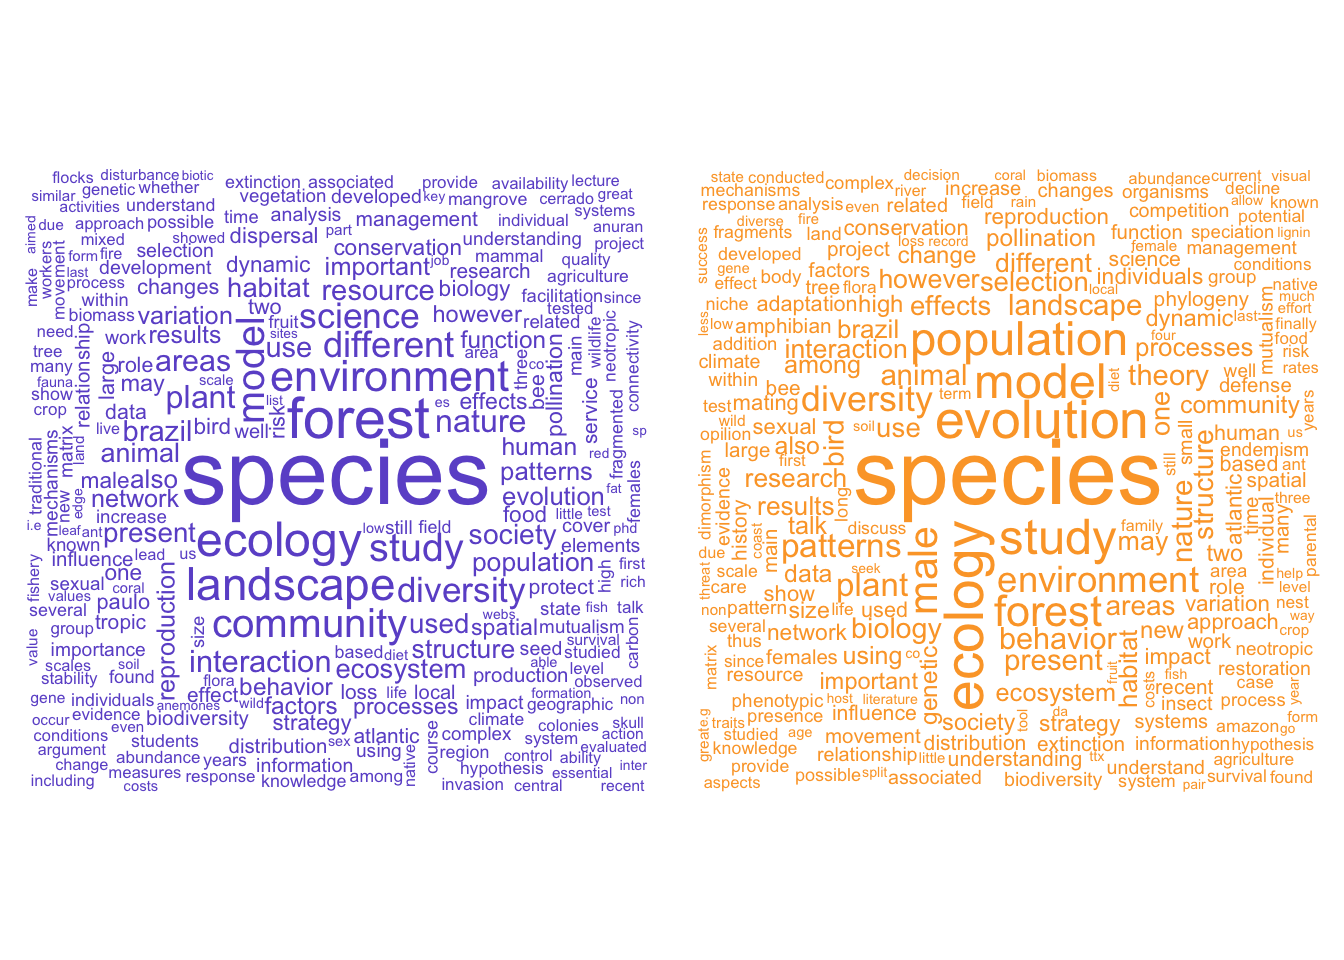 flocks disturbance biotic
similar genetic whether extinction associated provide availability lecture
activities understand vegetation developed key mangrove cerrado great
aimed due approach possible time analysis part management individual systems
workers movement mixed showed dispersal conservation understanding anuran
make form fire selection dynamic important job mammal quality project
last process development habitat resource biology research agriculture
within changes two science however facilitation since
biomass variation fruit related tested
need work results model sites use different function area three co bee pollination main wildlife neotropic connectivity
tree many relationship large role areas environment
fauna show may scale plant list risk forest es effects nature service fragmented
crop data live brazil bird well human red sp
traditional mechanisms new matrix edge land animal species patterns
male also network evolution fat females
i.e leaf ant increase present low still field food little test phd
known us ecology study society cover elements
fishery influence lead landscape population high first
sexual values one coral reproduction diversity protect rich
several paulo community used webs state fish talk
value group tropic size spatial mutualism carbon
importance based diet structure seed survival studied
scales soil interaction ecosystem able level
stability found flora production observed
gene individuals effect behavior loss life local impact formation geographic non
occur evidence anemones wild factors processes climate colonies skull
conditions even biodiversity strategy atlantic complex system action
argument students distribution sex using course region control ability evaluated
change abundance years information native hypothesis essential inter
including measures response knowledge among invasion central recent
costs
state conducted complex decision coral biomass abundance current visual
mechanisms river increase changes organisms decline
response analysis even related field rain competition allow known
diverse fire reproduction potential
fragments land conservation pollination function speciation lignin
success developed project loss record change different female management
gene factors however selection science individuals group conditions
effect body tree flora local native
less niche adaptation high effects landscape phylogeny much
low amphibian brazil population dynamic last effort
addition interaction four processes finally mutualism food
climate among animal model diet theory well risk
within bee term defense rates
test mating diversity evolution one community years
wild sexual soil use human us
opilion also bird still small endemism
large first species structure based ant
dimorphism evidence history research long nature atlantic time spatial
results many three
coast main talk discuss male ecology study family may individual parental
due patterns two
threat scale data seek environment area help
care show plant role level
non pattern size life used forest areas variation nest way
several network biology behavior new approach crop
thus habitat work
matrix since females using co genetic present fruit impact neotropic
resource important ecosystem costs fish recent restoration
phenotypic host literature insect case year
greate.g traits presence influence society tool da strategy systems process form
studied age movement amazon go
knowledge distribution extinction information hypothesis
provide relationship little understanding ttx understand agriculture
aspects possible split associated biodiversity system pair survival found